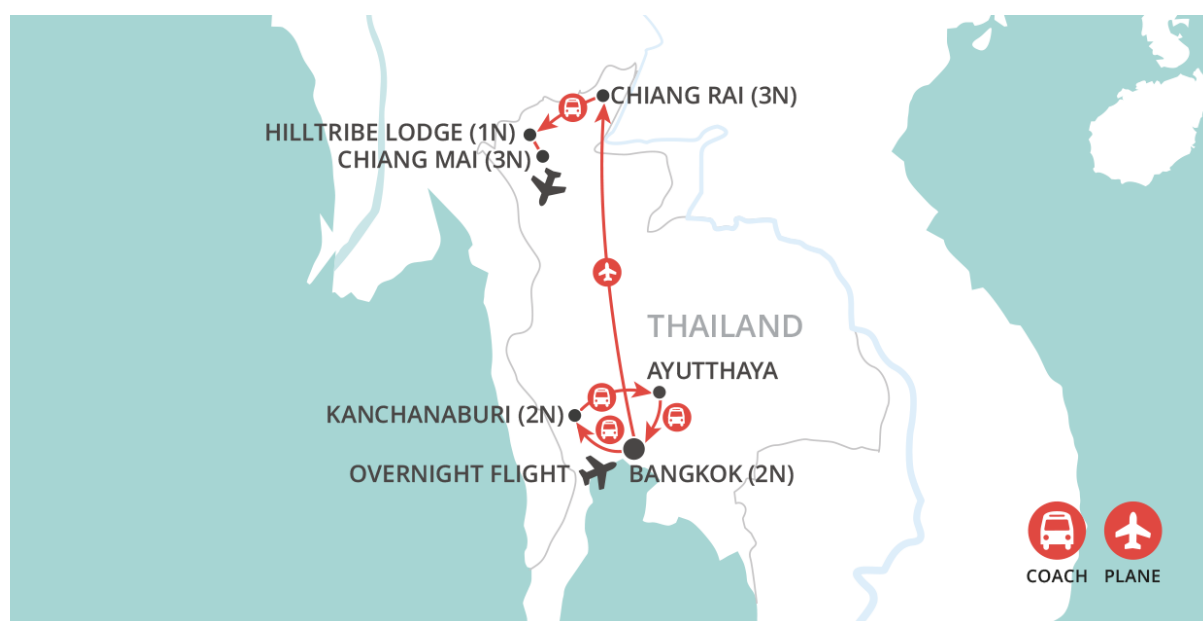 CHIANG RAI (3N)
HILLTRIBE LODGE (1N)
CHIANG MAI (3N)
THAILAND
AYUTTHAYA
KANCHANABURI (2N)
OVERNIGHT FLIGHT
BANGKOK (2N)
COACH
PLANE